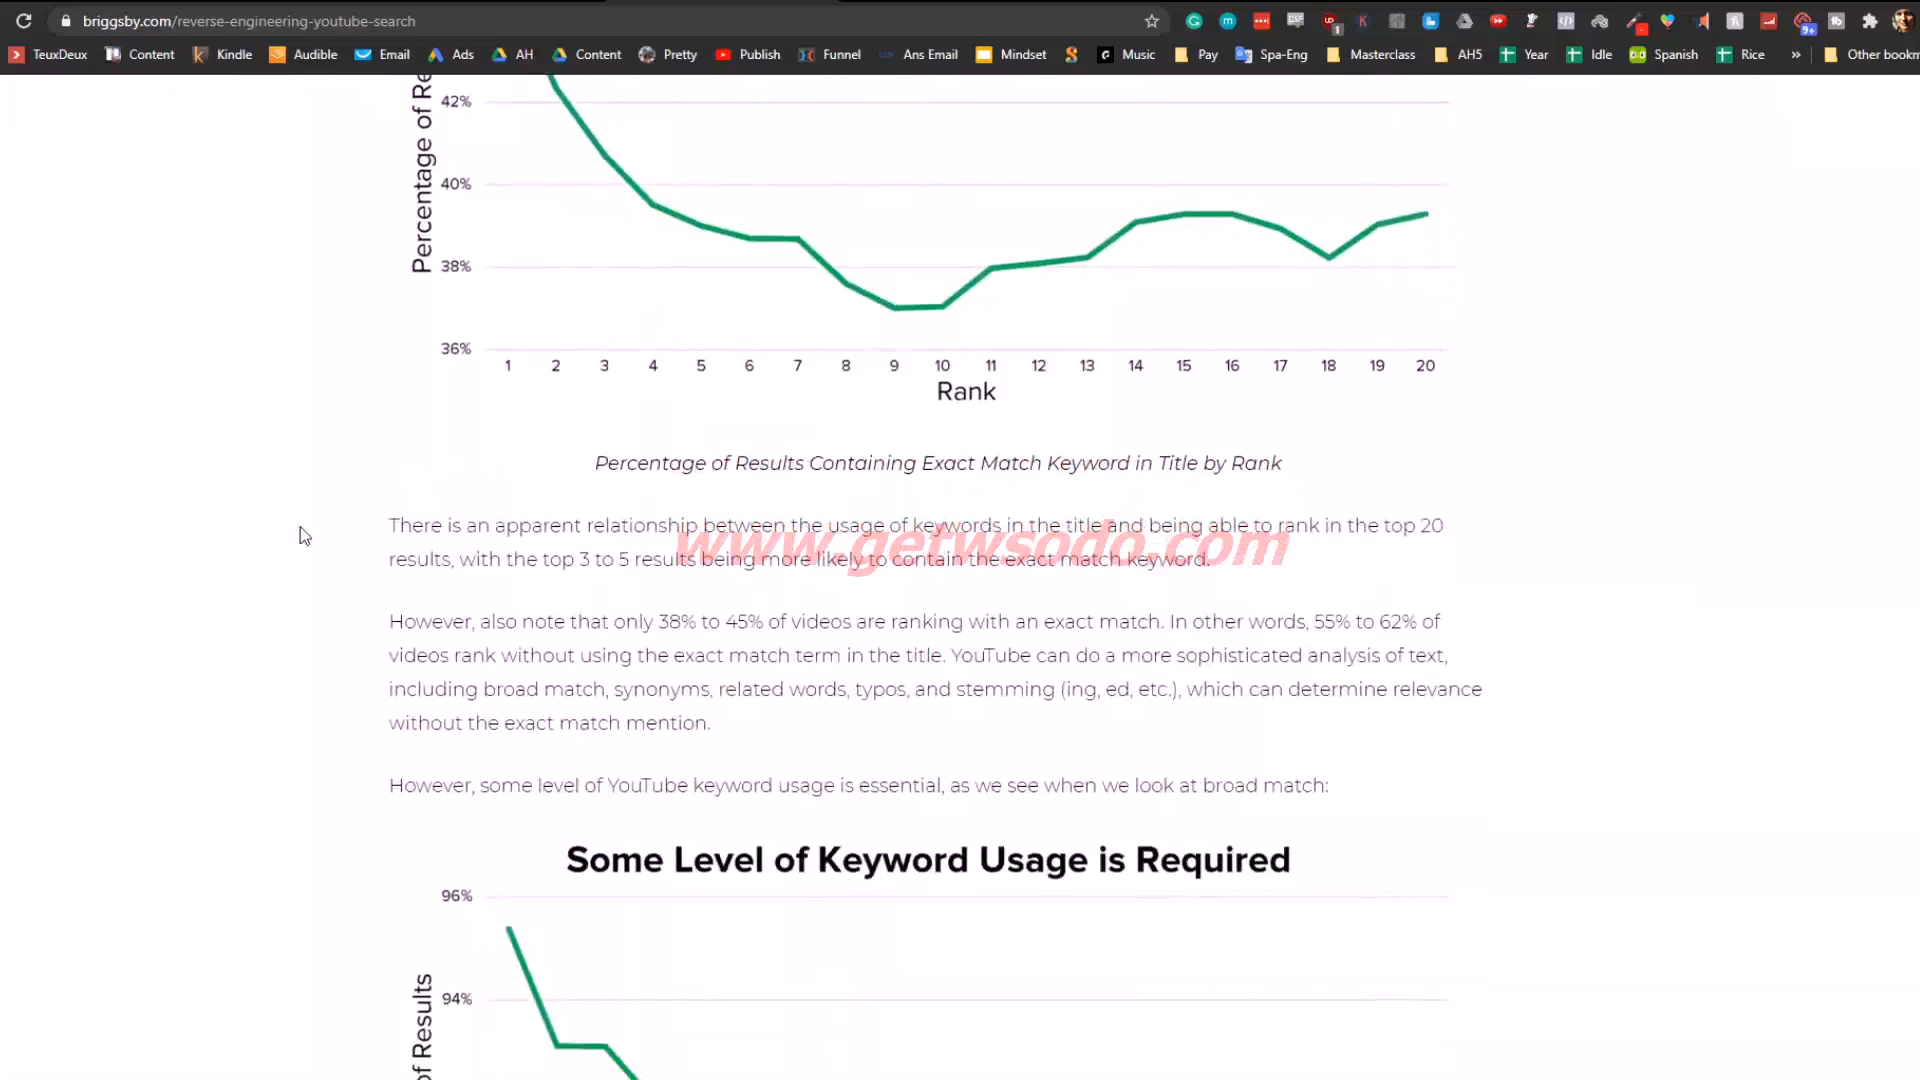 briggsby.com/reverse-engineering-youtube-search
TeuxDeux Content Kindle Audible Email Ads AH Content Pretty Publish Funnel Ans Email Mindset Music Pay Spa-Eng Masterclass AH5 Year Idle Spanish Rice » Other bookm
Percentage of Re
42%
40%
38%
36%
1 2 3 4 5 6 7 8 9 10 11 12 13 14 15 16 17 18 19 20
Rank
Percentage of Results Containing Exact Match Keyword in Title by Rank
There is an apparent relationship between the usage of keywords in the title and being able to rank in the top 20
www.getwsodo.com
results, with the top 3 to 5 results being more likely to contain the exact match keyword.
However, also note that only 38% to 45% of videos are ranking with an exact match. In other words, 55% to 62% of
videos rank without using the exact match term in the title. YouTube can do a more sophisticated analysis of text,
including broad match, synonyms, related words, typos, and stemming (ing, ed, etc.), which can determine relevance
without the exact match mention.
However, some level of YouTube keyword usage is essential, as we see when we look at broad match:
Some Level of Keyword Usage is Required
96%
94%
of Results